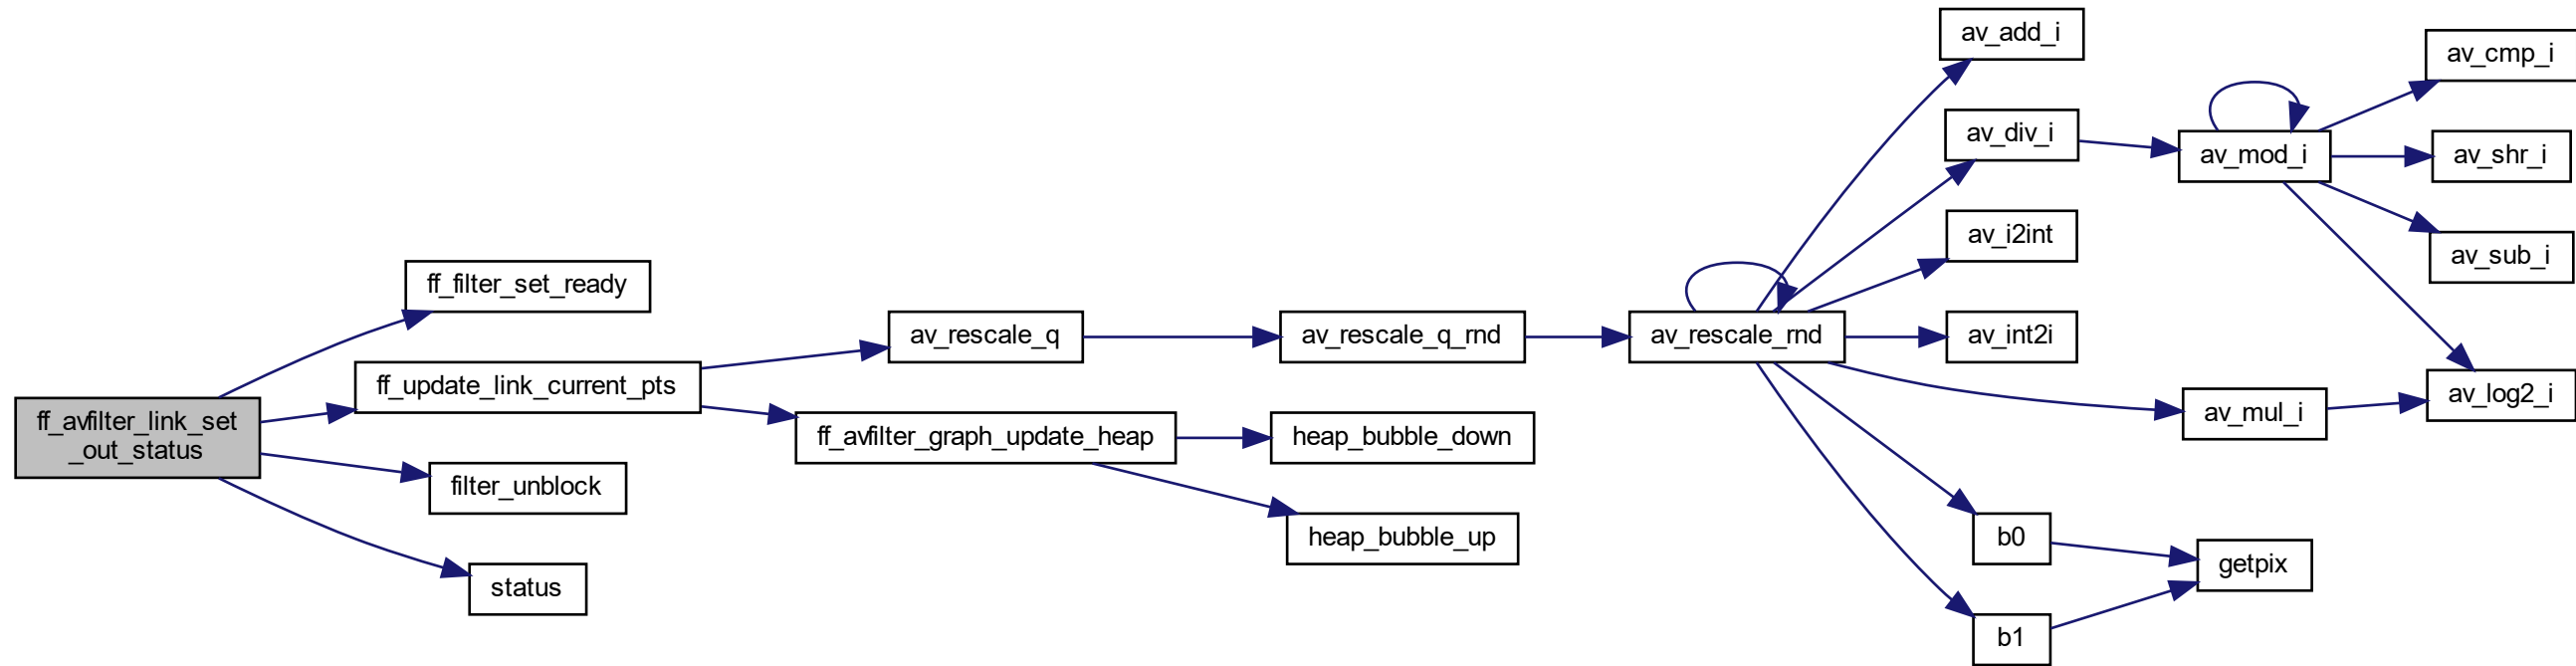 ff_avfilter_link_set
_out_status
ff_filter_set_ready
ff_update_link_current_pts
filter_unblock
status
av_rescale_q
ff_avfilter_graph_update_heap
av_rescale_q_rnd
heap_bubble_down
heap_bubble_up
av_rescale_rnd
av_add_i
av_div_i
av_i2int
av_int2i
av_mul_i
b0
b1
av_mod_i
getpix
av_cmp_i
av_shr_i
av_sub_i
av_log2_i